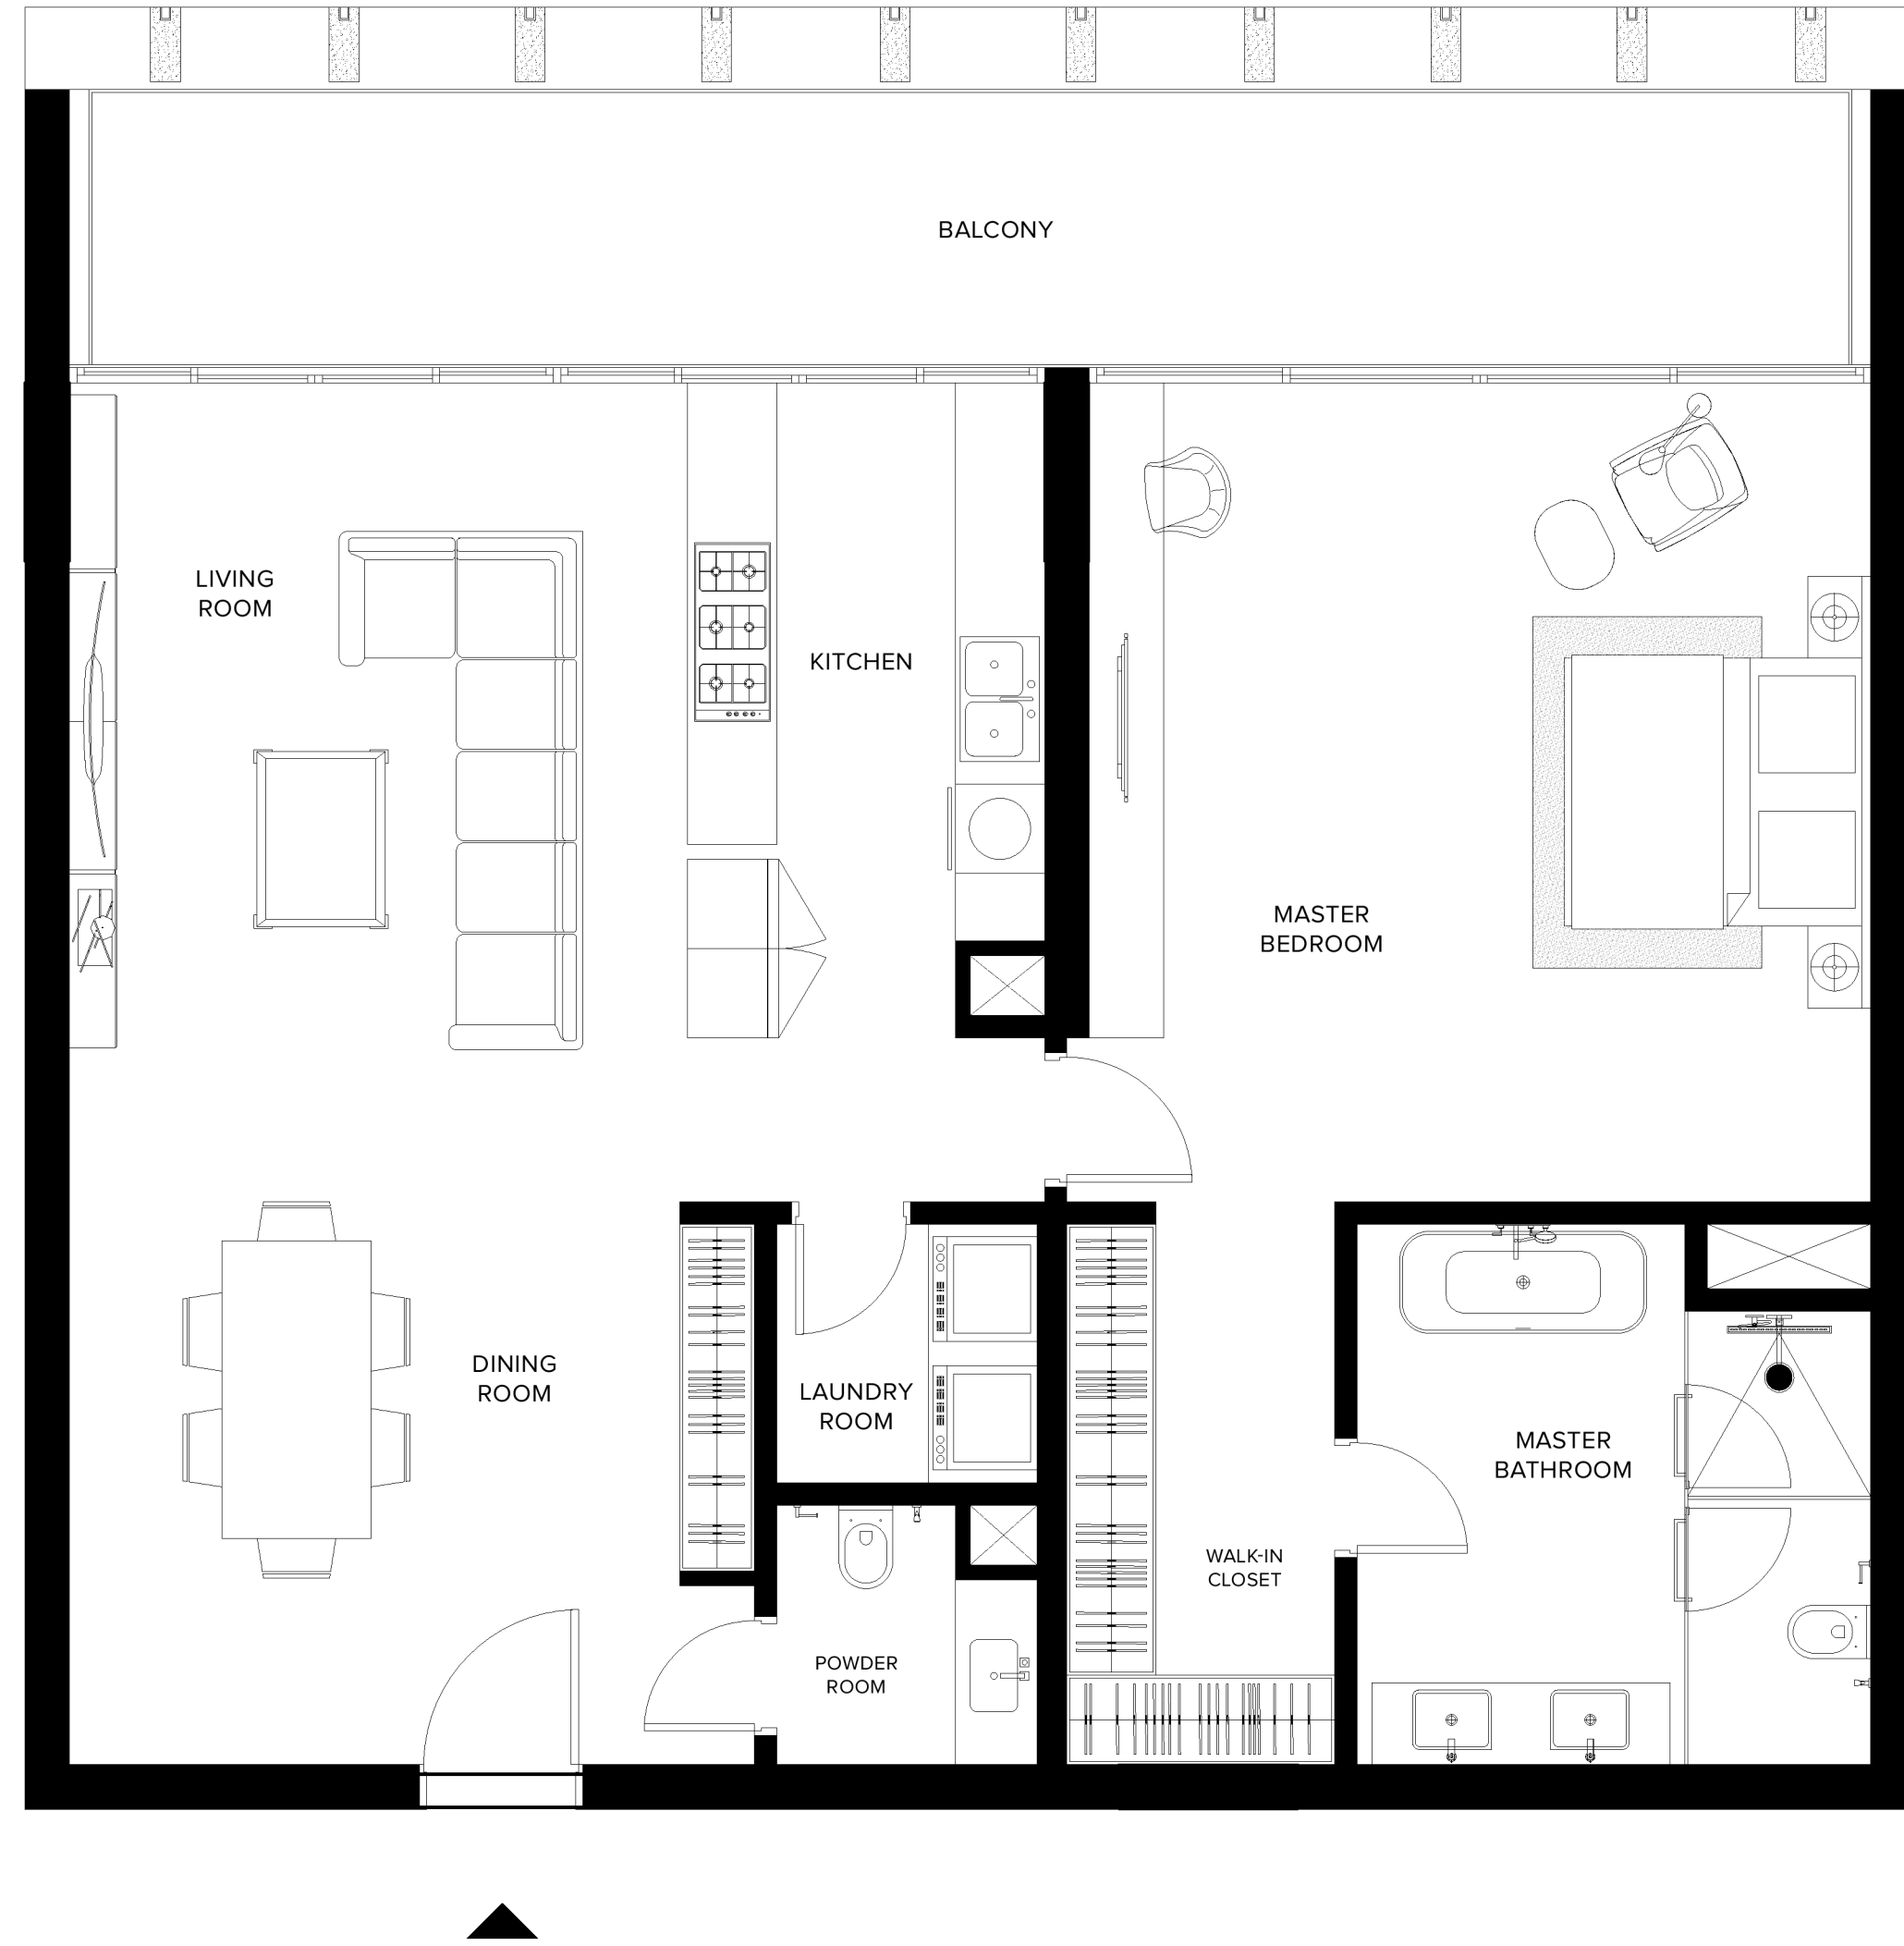 BALCONY
LIVING
ROOM
KITCHEN
MASTER
BEDROOM
DINING
ROOM
LAUNDRY
ROOM
MASTER
BATHROOM
WALK-IN
CLOSET
POWDER
ROOM